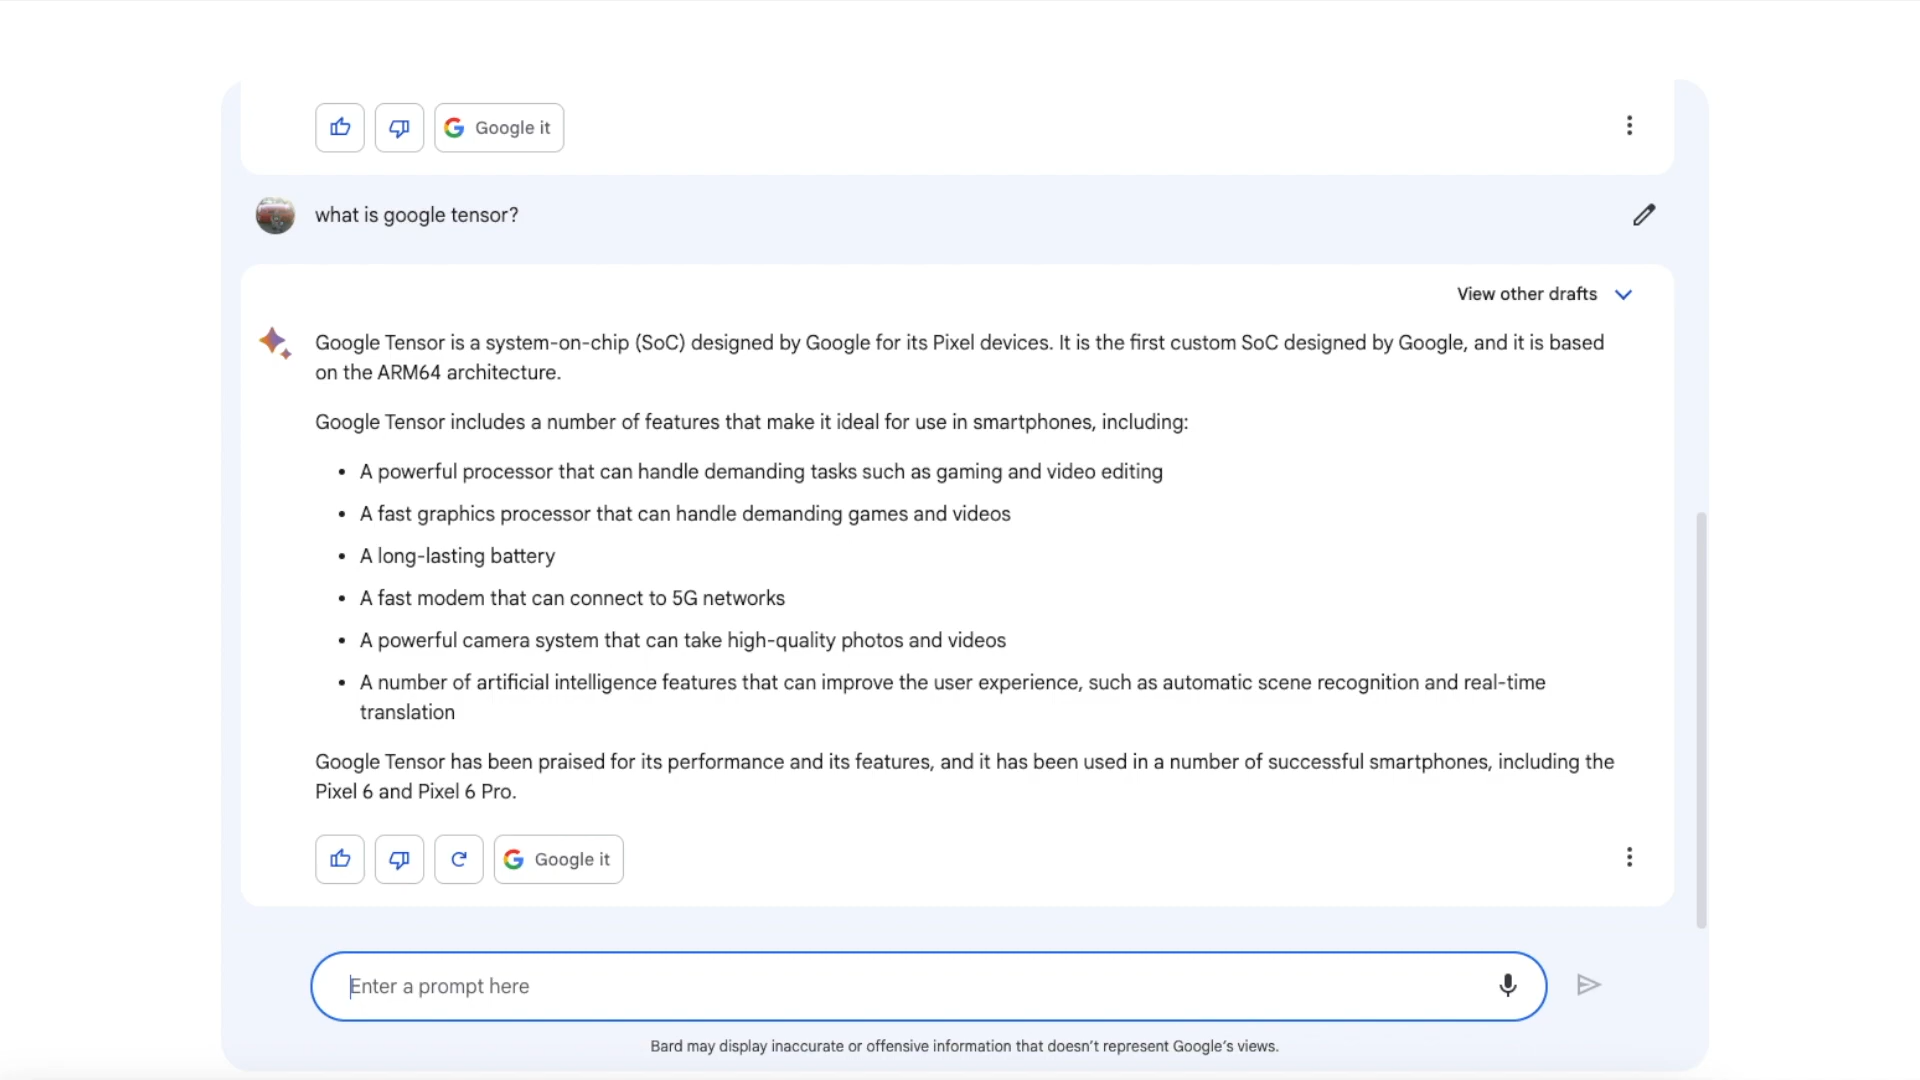 Google it
what is google tensor?
View other drafts
Google Tensor is a system-on-chip (SoC) designed by Google for its Pixel devices. It is the first custom SoC designed by Google, and it is based
on the ARM64 architecture.
Google Tensor includes a number of features that make it ideal for use in smartphones, including:
• A powerful processor that can handle demanding tasks such as gaming and video editing
• A fast graphics processor that can handle demanding games and videos
• A long-lasting battery
• A fast modem that can connect to 5G networks
• A powerful camera system that can take high-quality photos and videos
• A number of artificial intelligence features that can improve the user experience, such as automatic scene recognition and real-time
translation
Google Tensor has been praised for its performance and its features, and it has been used in a number of successful smartphones, including the
Pixel 6 and Pixel 6 Pro.
Google it
Enter a prompt here
Bard may display inaccurate or offensive information that doesn't represent Google's views.